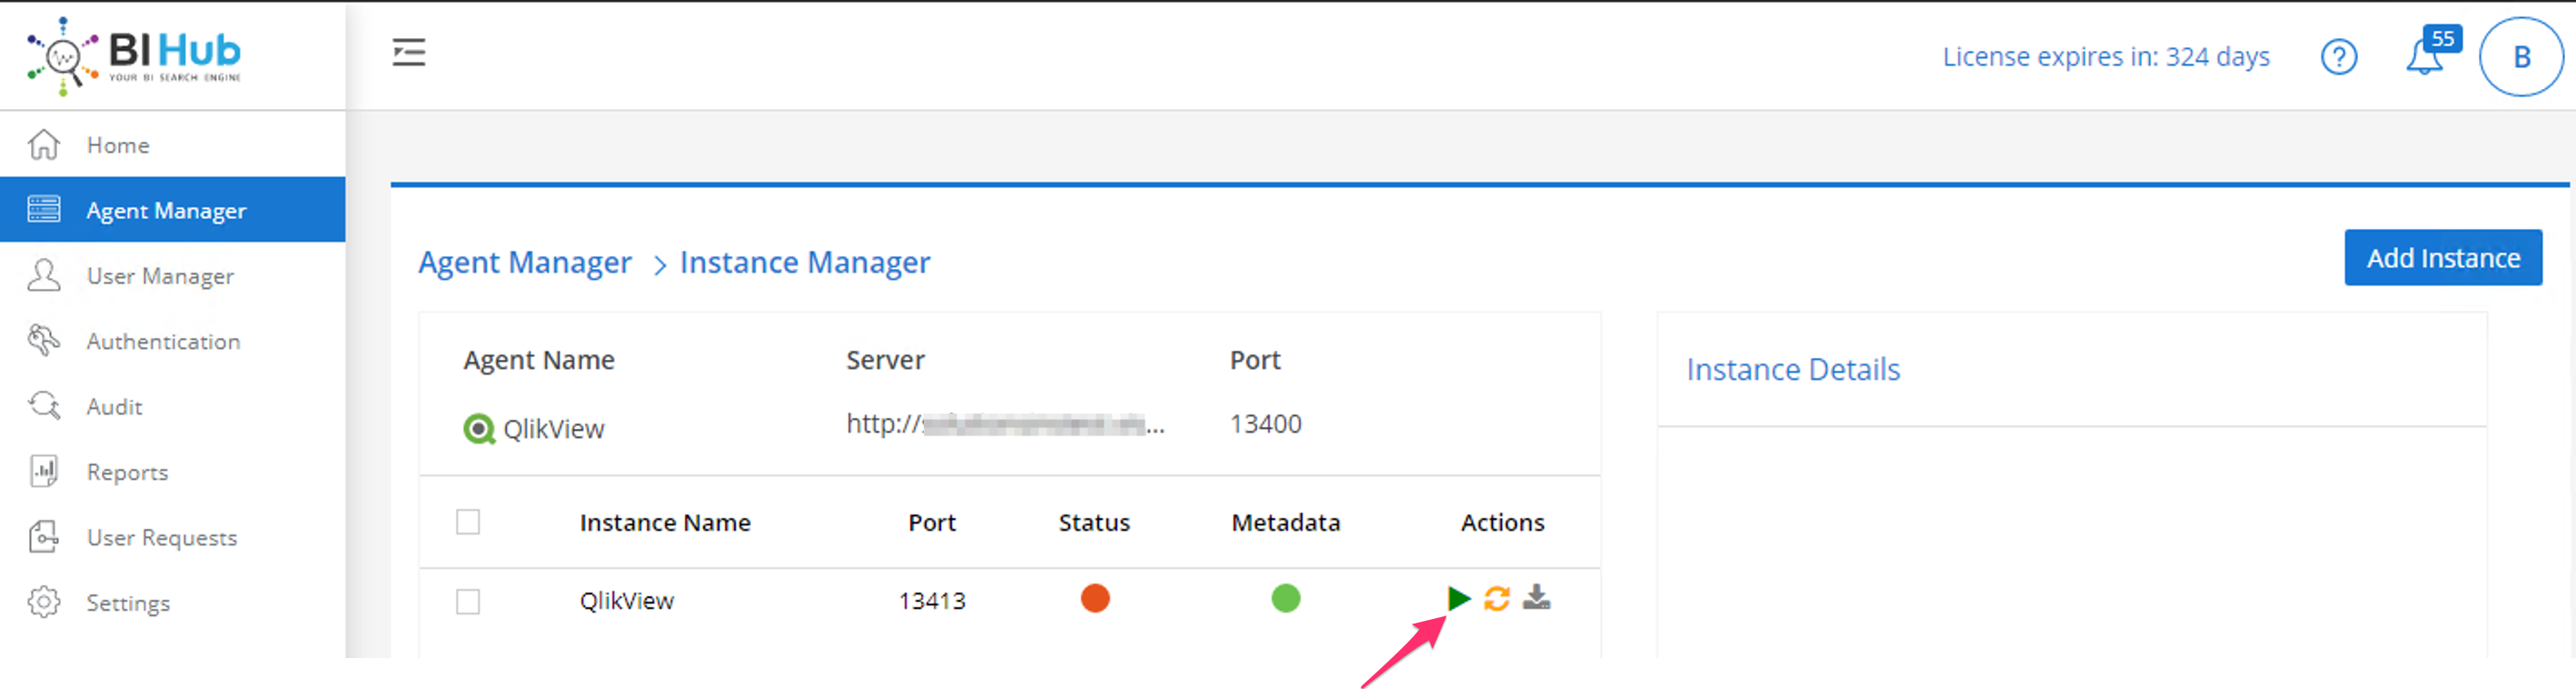 BI Hub
YOUR BI SEARCH ENGINE
License expires in: 324 days
?
55
B
Home
Agent Manager
User Manager
Authentication
Audit
Reports
User Requests
Settings
Agent Manager > Instance Manager
Add Instance
Agent Name Server Port
QlikView http:// ... 13400
Instance Name Port Status Metadata Actions
QlikView 13413
Instance Details